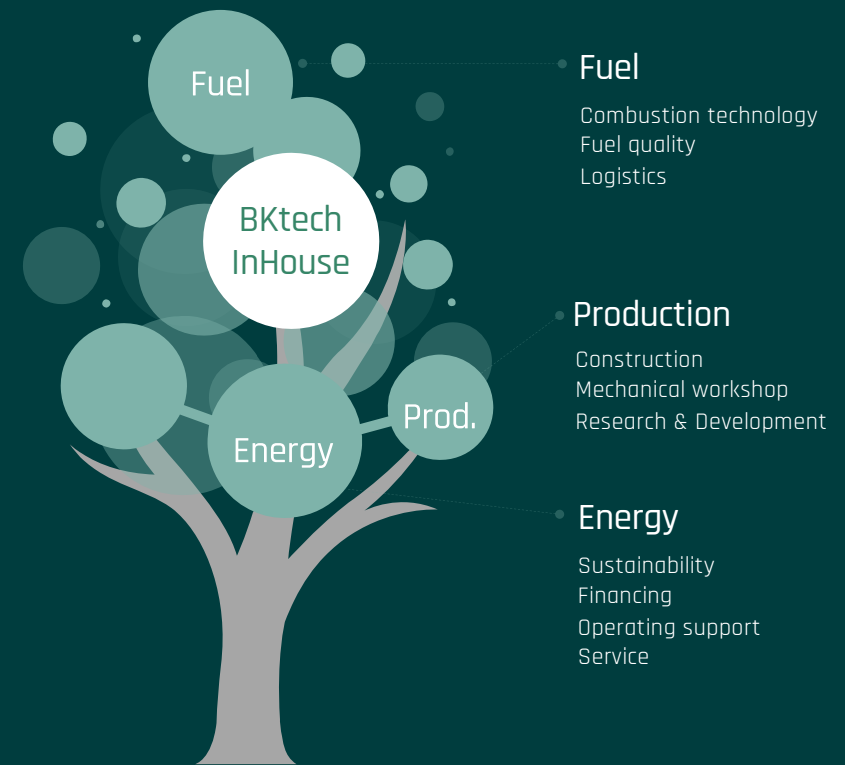 Fuel
BKtech
InHouse
Energy
Prod.
Fuel
Combustion technology
Fuel quality
Logistics
Production
Construction
Mechanical workshop
Research & Development
Energy
Sustainability
Financing
Operating support
Service